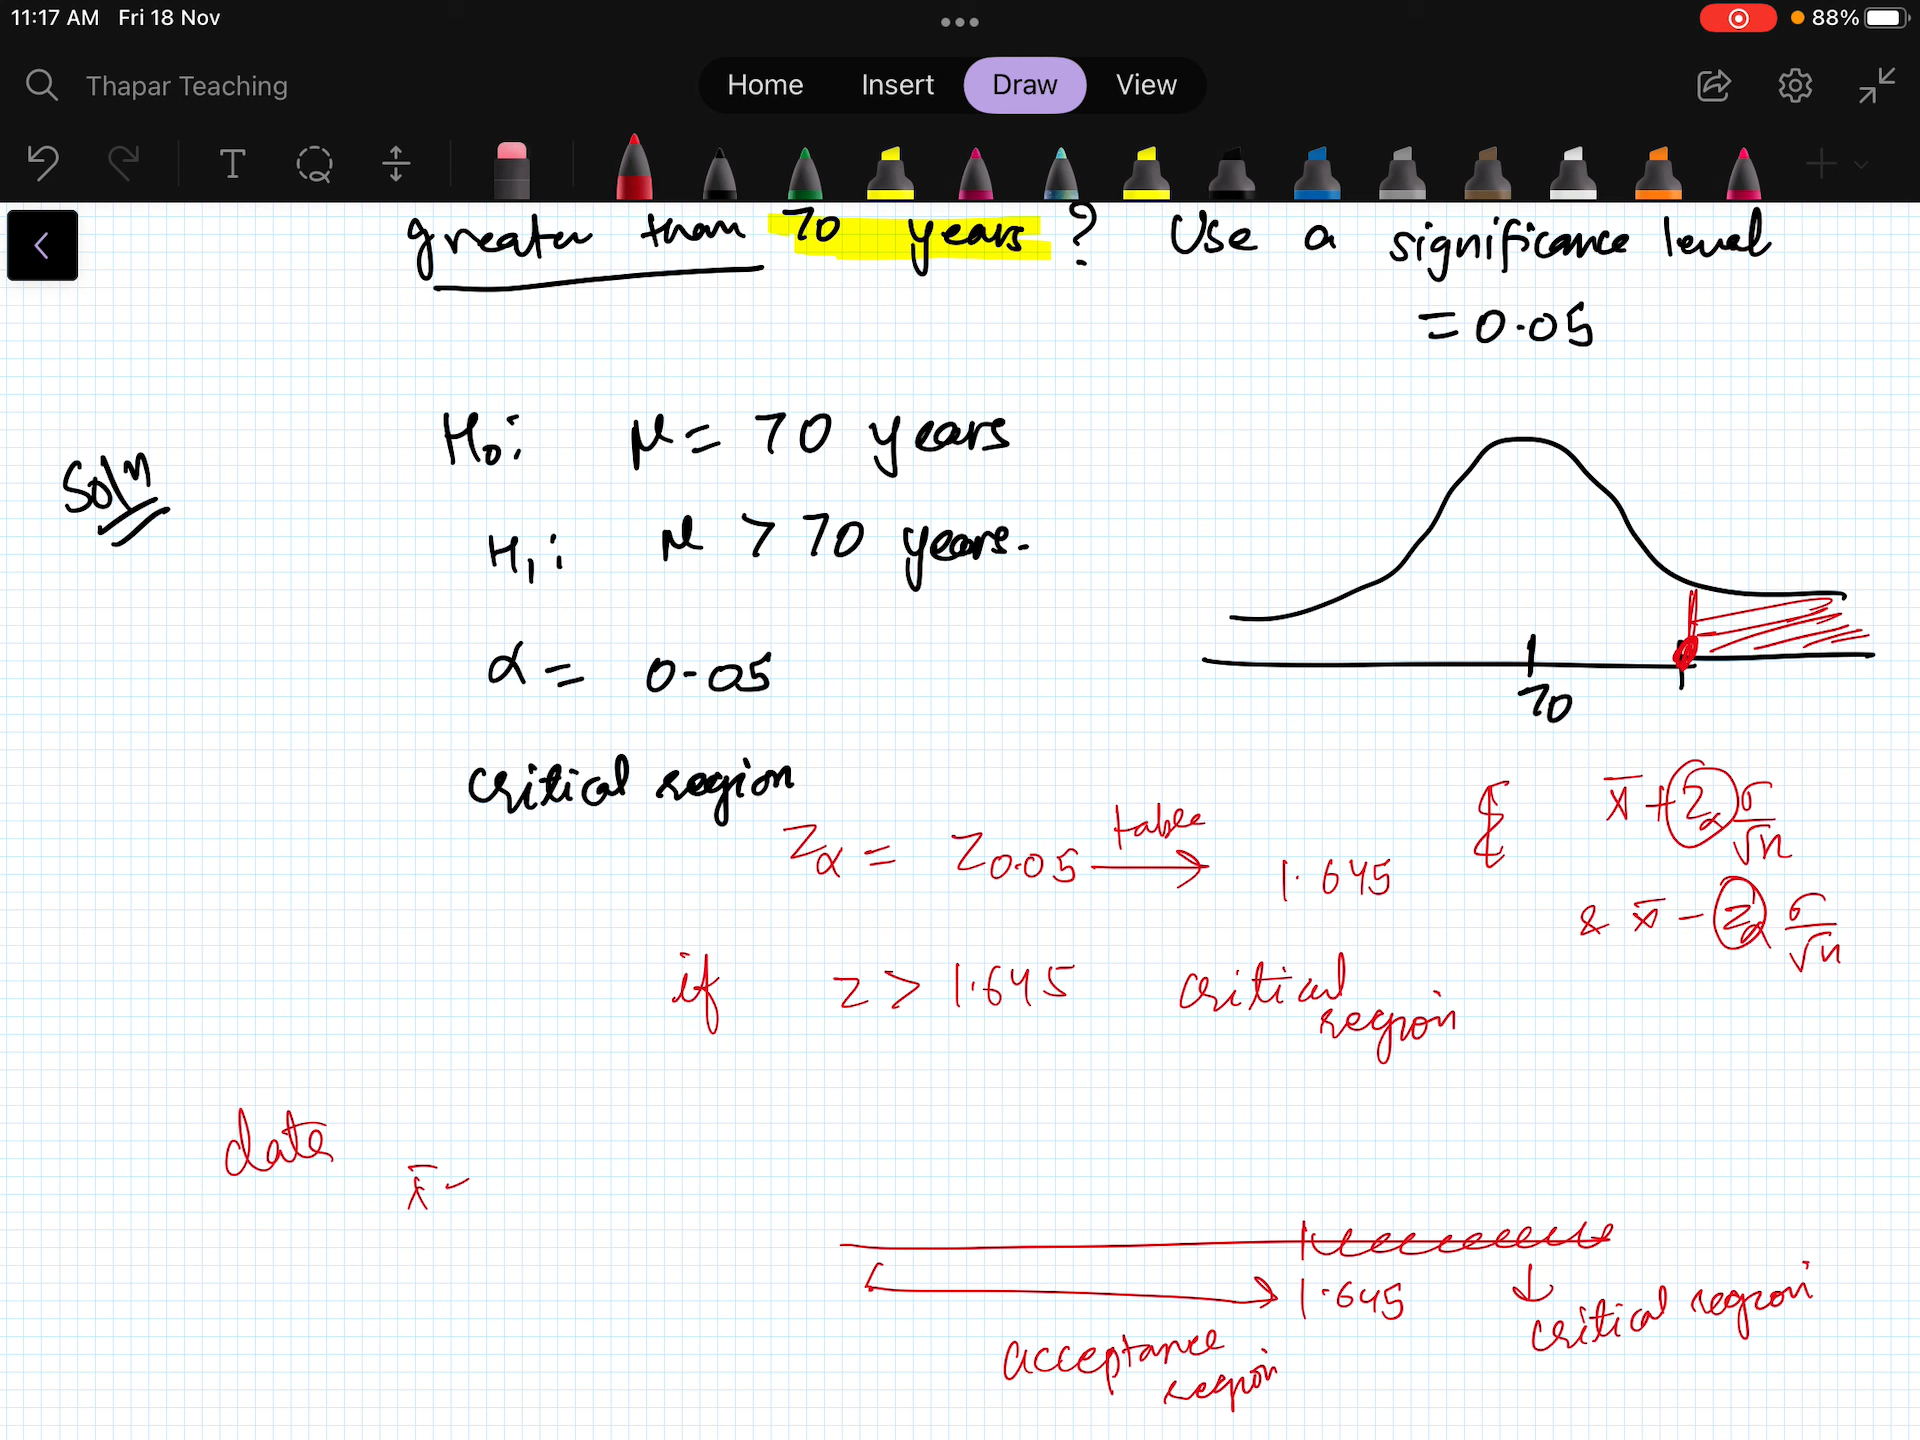 11:17 AM Fri 18 Nov
88%
Thapar Teaching
Home Insert Draw View
T
greater than 70 years? Use a significance level
= 0.05
Soln
H₀: μ = 70 years
H₁: μ > 70 years.
α = 0.05
70
critical region
Zα = Z0.05 table → 1.645
x̄ + Zα σ/√n
& x̄ - Zα σ/√n
if z > 1.645 critical region
date
x̄ -
1.645
acceptance region
↓ critical region